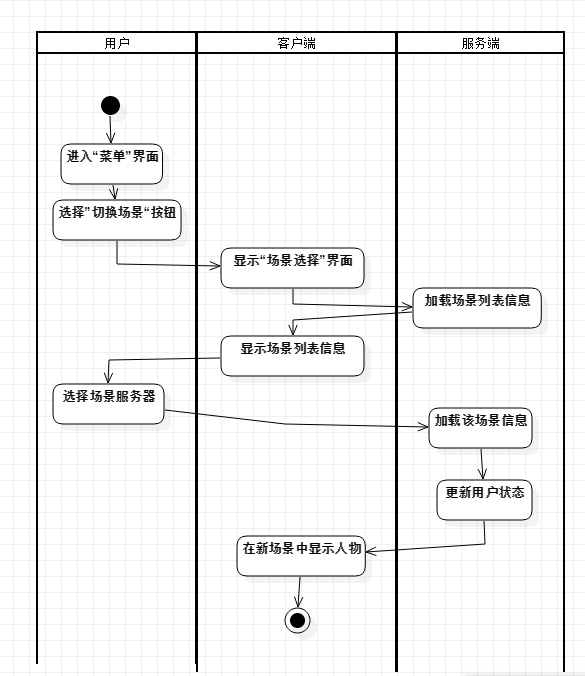 用户
客户端
服务端
进入“菜单”界面
选择”切换场景“按钮
显示“场景选择”界面
加载场景列表信息
显示场景列表信息
选择场景服务器
加载该场景信息
更新用户状态
在新场景中显示人物